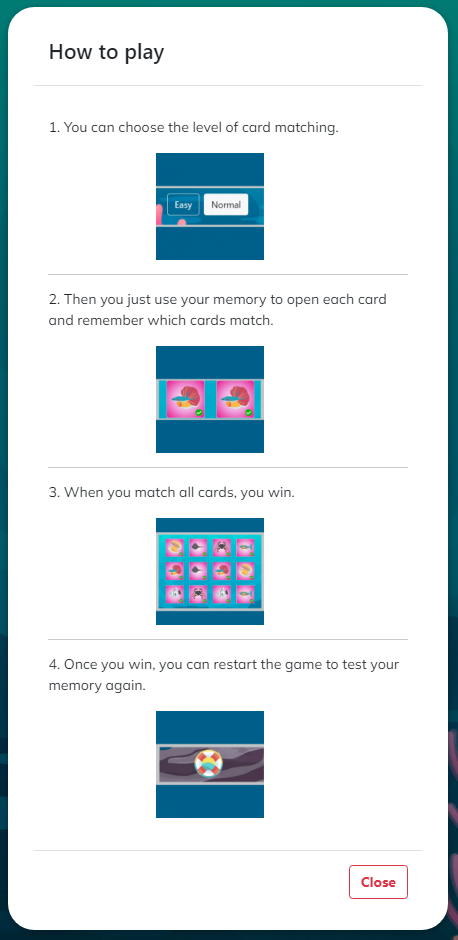 How to play
1. You can choose the level of card matching.
Easy
Normal
2. Then you just use your memory to open each card
and remember which cards match.
3. When you match all cards, you win.
4. Once you win, you can restart the game to test your
memory again.
Close